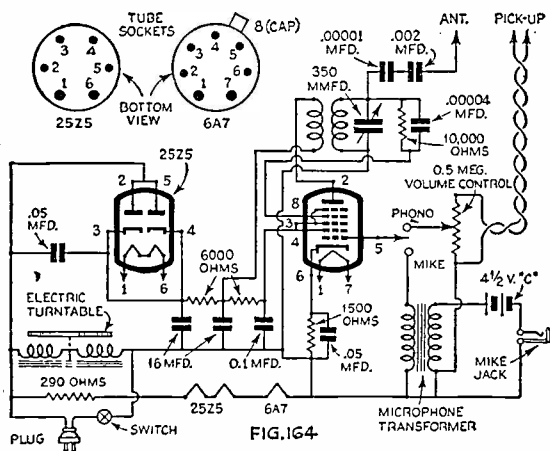 TUBE
SOCKETS
8 (CAP)
3 4
2 5
1 6
4
3 5
2 6
1 7
BOTTOM
VIEW
25Z5
6A7
.00001
MFD.
.002
MFD.
ANT.
PICK-UP
350
MMFD.
.00004
MFD.
10,000
OHMS
0.5 MEG.
VOLUME CONTROL
25Z5
2 5
3 4
1 6
.05
MFD.
2
8
3
4
5
6 1 7
PHONO
MIKE
6000
OHMS
4½ V. "C"
ELECTRIC
TURNTABLE
1500
OHMS
.05
MFD.
16 MFD.
0.1 MFD.
MIKE
JACK
290 OHMS
25Z5
6A7
MICROPHONE
TRANSFORMER
PLUG
SWITCH
FIG.164